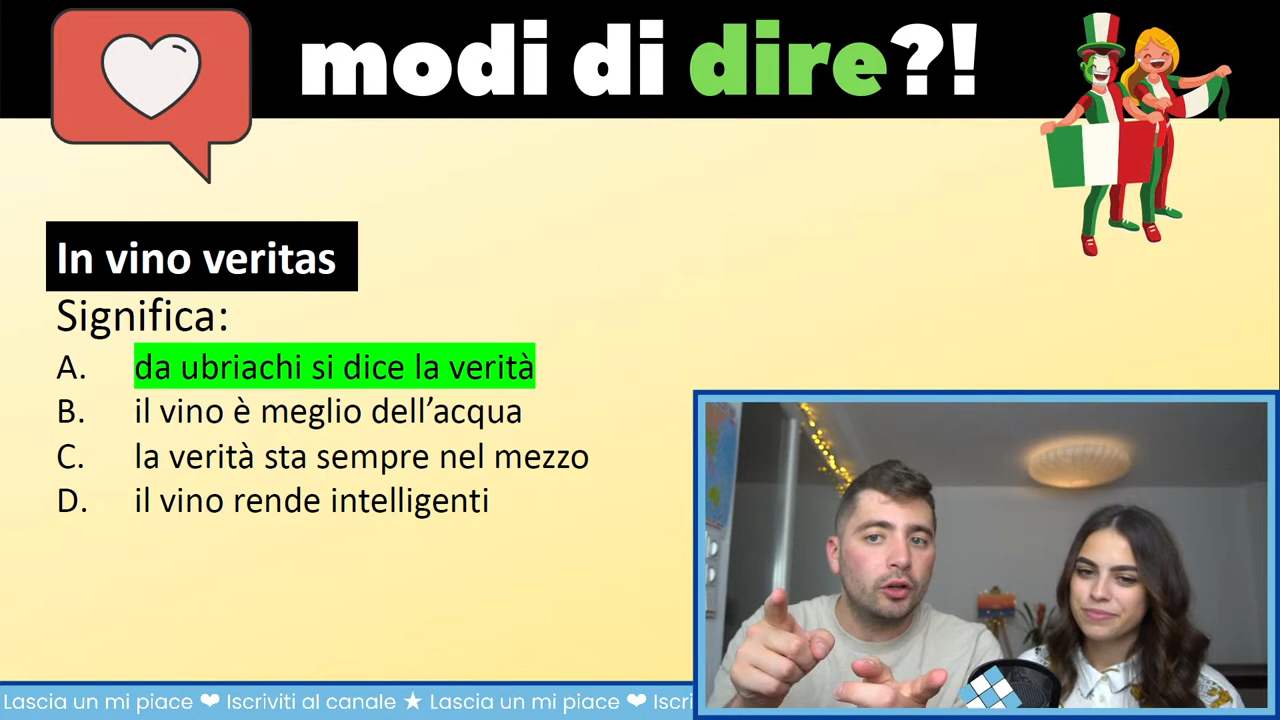 modi di dire?!
In vino veritas
Significa:
A. da ubriachi si dice la verità
B. il vino è meglio dell’acqua
C. la verità sta sempre nel mezzo
D. il vino rende intelligenti
Lascia un mi piace ❤ Iscriviti al canale ★ Lascia un mi piace ❤ Iscri